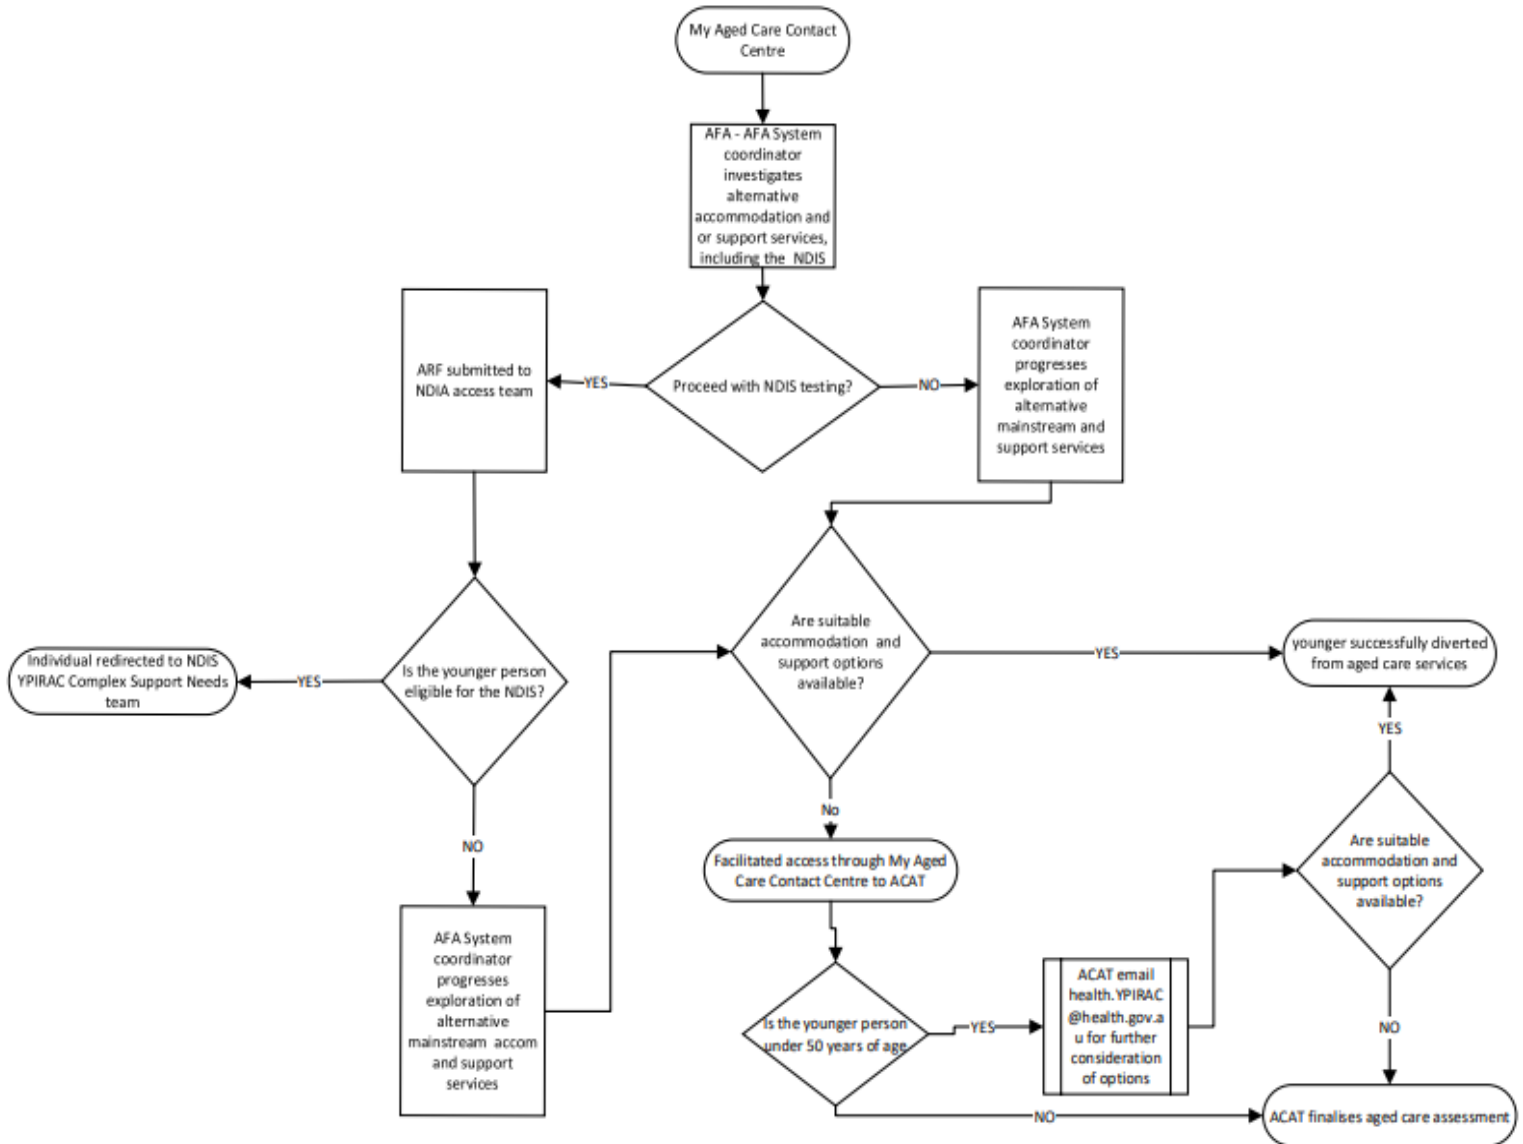 My Aged Care Contact
Centre
AFA - AFA System
coordinator
investigates
alternative
accommodation and
or support services,
including the NDIS
ARF submitted to
NDIA access team
YES
Proceed with NDIS testing?
NO
AFA System
coordinator
progresses
exploration of
alternative
mainstream and
support services
Individual redirected to NDIS
YPIRAC Complex Support Needs
team
YES
Is the younger person
eligible for the NDIS?
Are suitable
accommodation and
support options
available?
YES
younger successfully diverted
from aged care services
YES
No
NO
Facilitated access through My Aged
Care Contact Centre to ACAT
Are suitable
accommodation and
support options
available?
AFA System
coordinator
progresses
exploration of
alternative
mainstream accom
and support
services
Is the younger person
under 50 years of age
YES
ACAT email
health.YPIRAC
@health.gov.a
u for further
consideration
of options
NO
NO
ACAT finalises aged care assessment